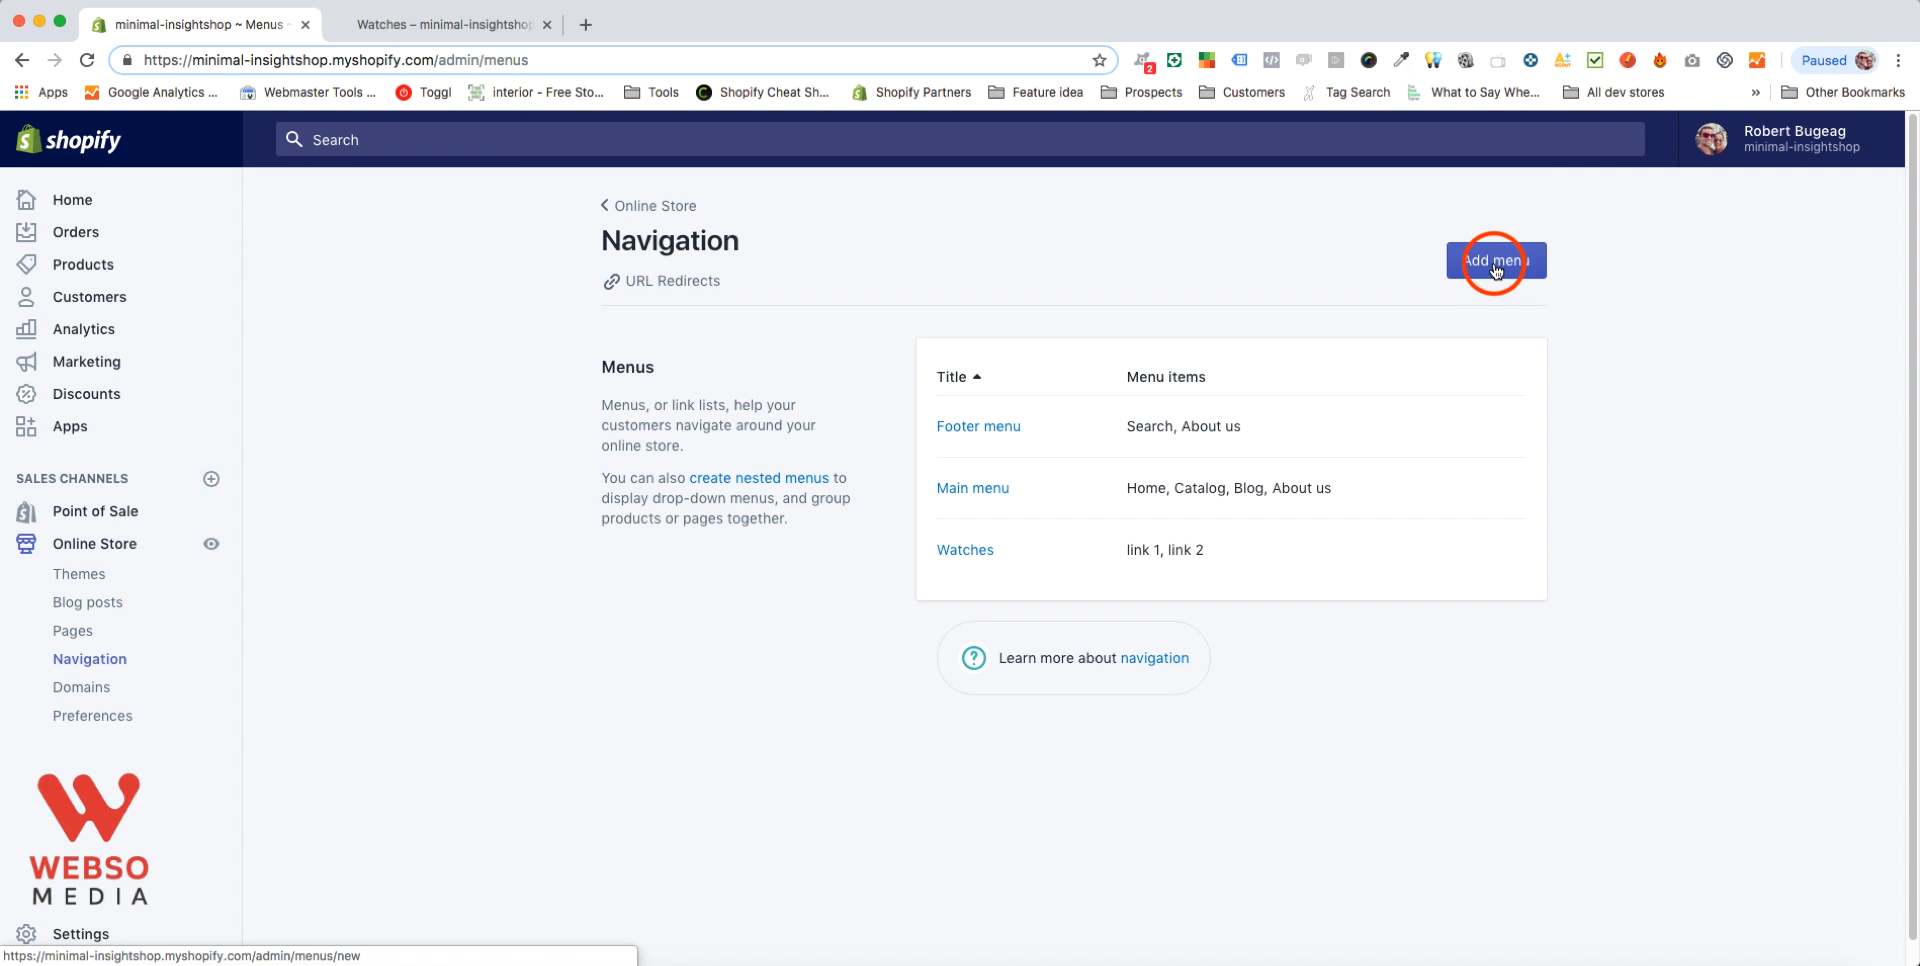 minimal-insightshop ~ Menus ~
Watches – minimal-insightshop
https://minimal-insightshop.myshopify.com/admin/menus
2
Paused
Apps
Google Analytics ...
Webmaster Tools ...
Toggl
interior - Free Sto...
Tools
Shopify Cheat Sh...
Shopify Partners
Feature idea
Prospects
Customers
Tag Search
What to Say Whe...
All dev stores
»
Other Bookmarks
shopify
Search
Robert Bugeag
minimal-insightshop
Home
Orders
Products
Customers
Analytics
Marketing
Discounts
Apps
SALES CHANNELS
Point of Sale
Online Store
Themes
Blog posts
Pages
Navigation
Domains
Preferences
WEBSO
MEDIA
Settings
https://minimal-insightshop.myshopify.com/admin/menus/new
Online Store
Navigation
URL Redirects
Add menu
Menus
Menus, or link lists, help your
customers navigate around your
online store.
You can also create nested menus to
display drop-down menus, and group
products or pages together.
Title Menu items
Footer menu Search, About us
Main menu Home, Catalog, Blog, About us
Watches link 1, link 2
Learn more about navigation